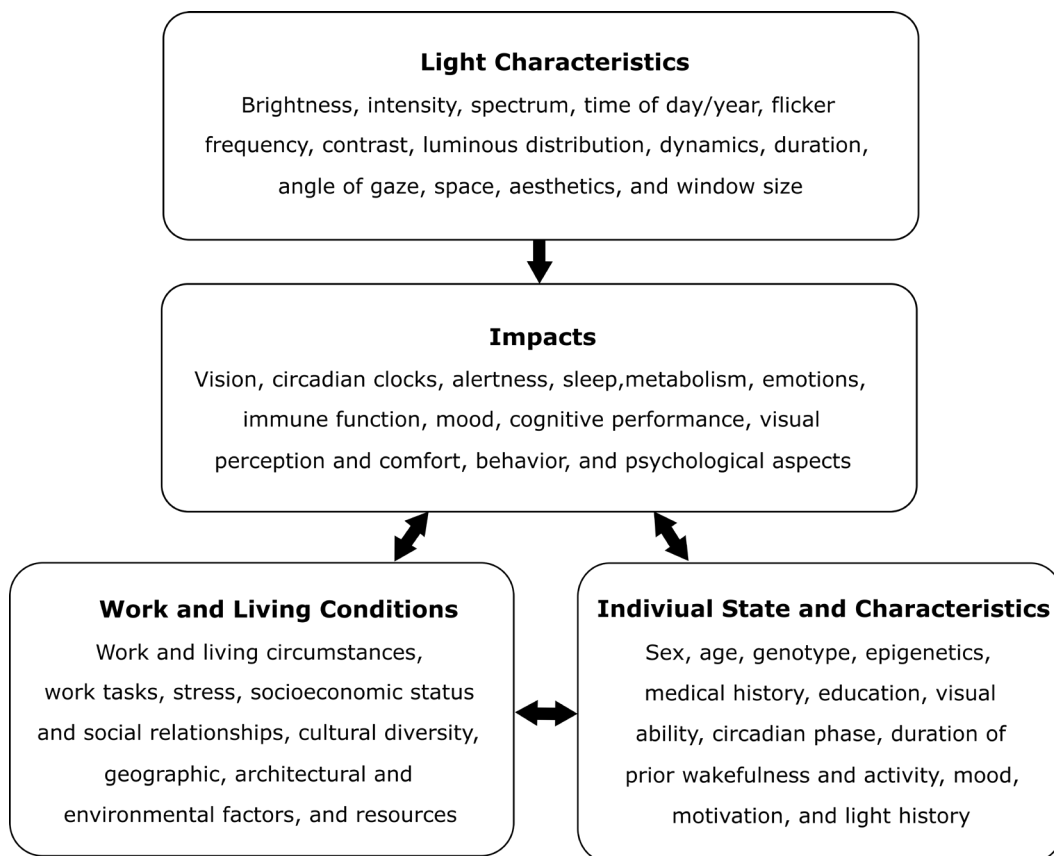 Light Characteristics
Brightness, intensity, spectrum, time of day/year, flicker
frequency, contrast, luminous distribution, dynamics, duration,
angle of gaze, space, aesthetics, and window size
Impacts
Vision, circadian clocks, alertness, sleep,metabolism, emotions,
immune function, mood, cognitive performance, visual
perception and comfort, behavior, and psychological aspects
Work and Living Conditions
Work and living circumstances,
work tasks, stress, socioeconomic status
and social relationships, cultural diversity,
geographic, architectural and
environmental factors, and resources
Indiviual State and Characteristics
Sex, age, genotype, epigenetics,
medical history, education, visual
ability, circadian phase, duration of
prior wakefulness and activity, mood,
motivation, and light history